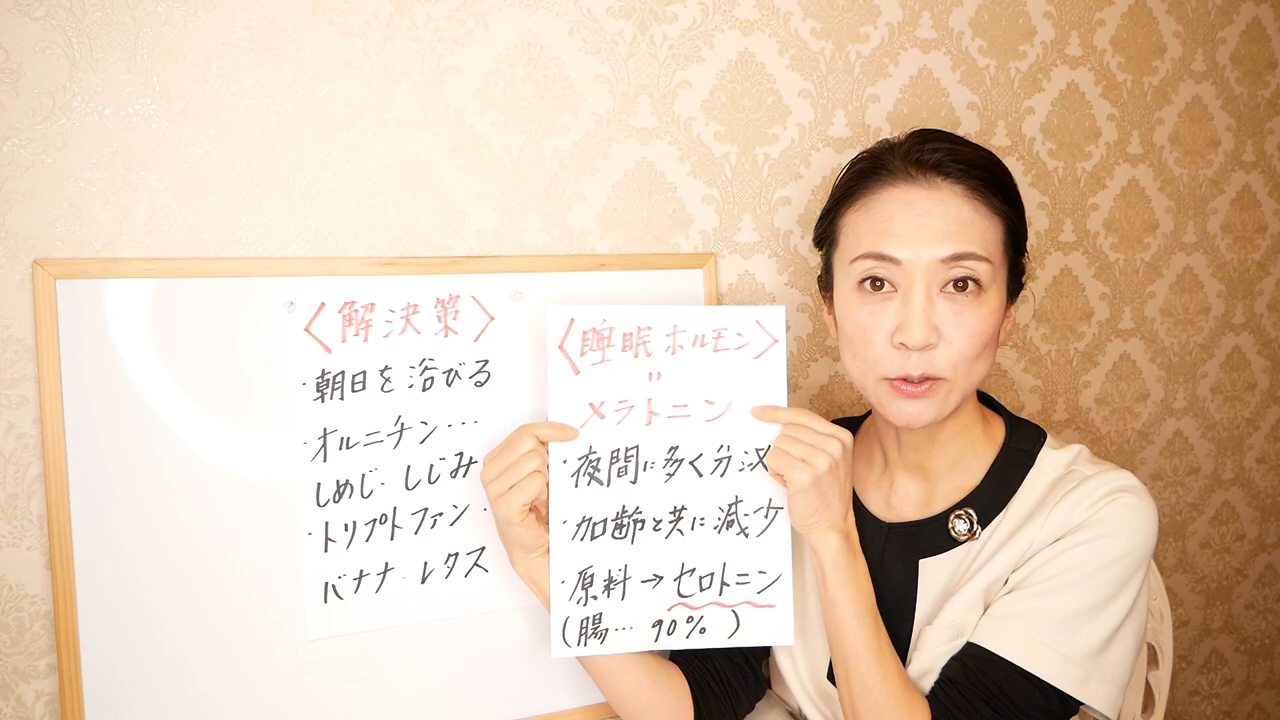 〈解決策〉
・朝日を浴びる
・オルニチン…
しめじ・しじみ
・トリプトファン・
バナナ・レタス
〈睡眠ホルモン〉
=
メラトニン
・夜間に多く分泌
・加齢と共に減少
・原料→セロトニン
(腸… 90%)